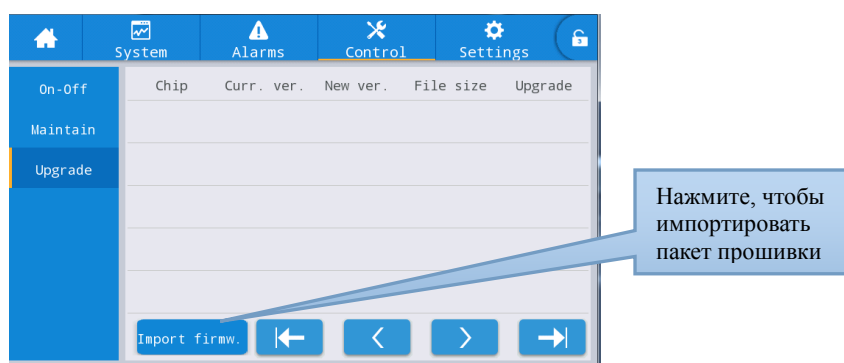 System Alarms Control Settings
On-Off
Maintain
Upgrade
Chip Curr. ver. New ver. File size Upgrade
Import firmw.
Нажмите, чтобы
импортировать
пакет прошивки